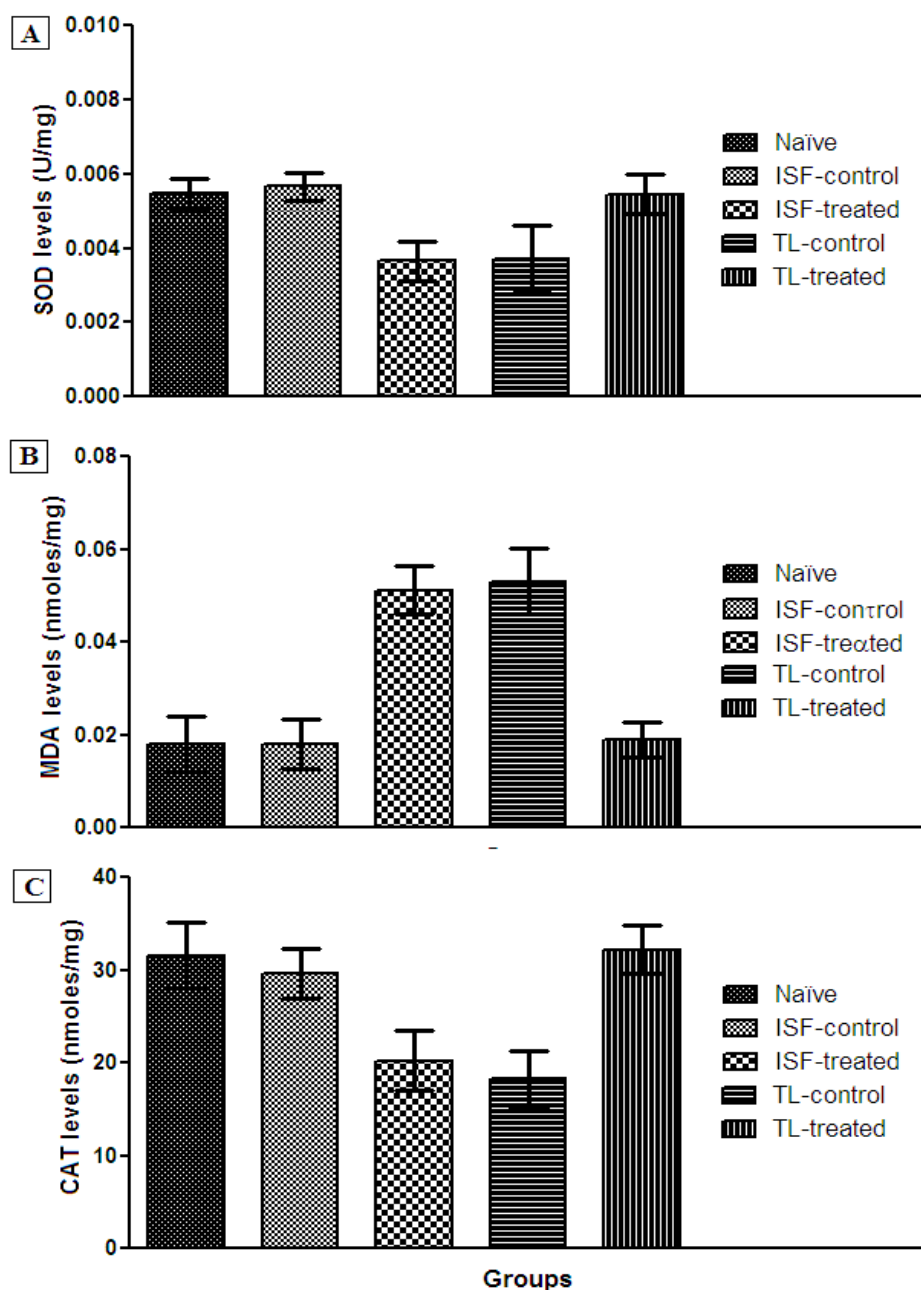 A
SOD levels (U/mg)
0.010
0.008
0.006
0.004
0.002
0.000
Naïve
ISF-control
ISF-treated
TL-control
TL-treated
B
MDA levels (nmoles/mg)
0.08
0.06
0.04
0.02
0.00
Naïve
ISF-conτrol
ISF-treαted
TL-control
TL-treated
C
CAT levels (nmoles/mg)
40
30
20
10
0
Naïve
ISF-control
ISF-treated
TL-control
TL-treated
Groups